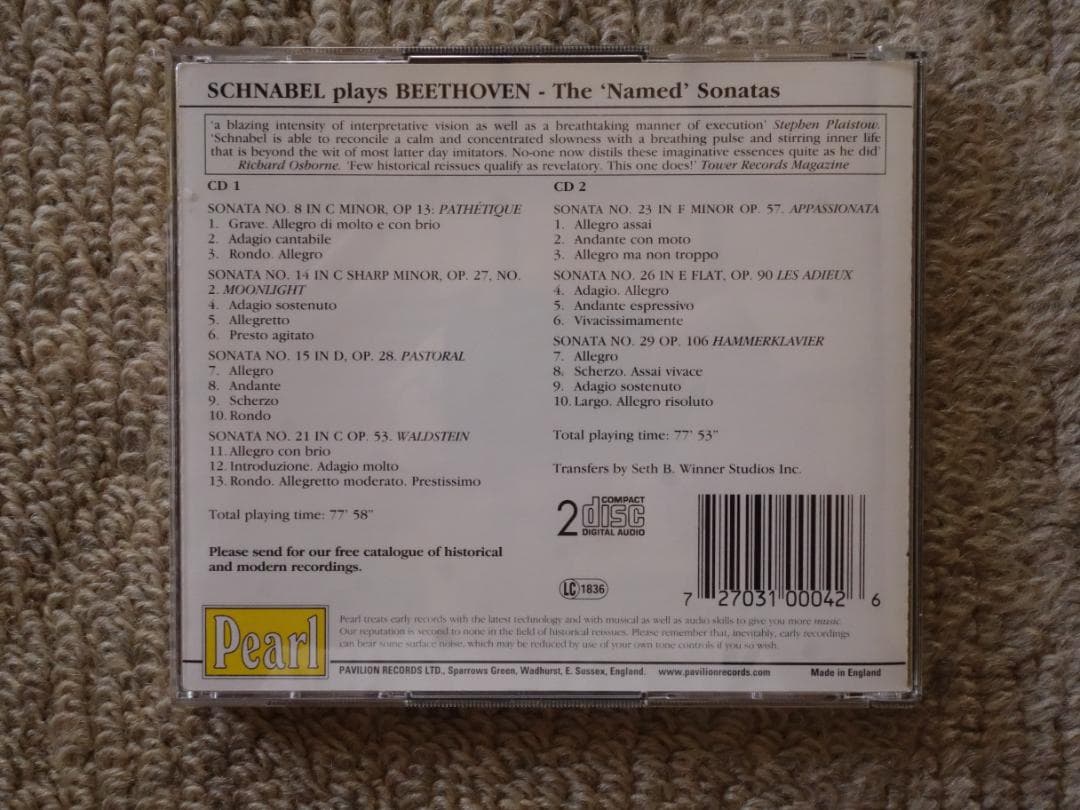 SCHNABEL plays BEETHOVEN - The 'Named' Sonatas
'a blazing intensity of interpretative vision as well as a breathtaking manner of execution' Stephen Plaistow.
'Schnabel is able to reconcile a calm and concentrated slowness with a breathing pulse and stirring inner life
that is beyond the wit of most latter day imitators. No-one now distils these imaginative essences quite as he did'
Richard Osborne. 'Few historical reissues qualify as revelatory. This one does!' Tower Records Magazine
CD 1
SONATA NO. 8 IN C MINOR, OP 13: PATHÉTIQUE
1. Grave. Allegro di molto e con brio
2. Adagio cantabile
3. Rondo. Allegro
SONATA NO. 14 IN C SHARP MINOR, OP. 27, NO.
2. MOONLIGHT
4. Adagio sostenuto
5. Allegretto
6. Presto agitato
SONATA NO. 15 IN D, OP. 28. PASTORAL
7. Allegro
8. Andante
9. Scherzo
10. Rondo
SONATA NO. 21 IN C OP. 53. WALDSTEIN
11. Allegro con brio
12. Introduzione. Adagio molto
13. Rondo. Allegretto moderato. Prestissimo
Total playing time: 77' 58"
Please send for our free catalogue of historical
and modern recordings.
CD 2
SONATA NO. 23 IN F MINOR OP. 57. APPASSIONATA
1. Allegro assai
2. Andante con moto
3. Allegro ma non troppo
SONATA NO. 26 IN E FLAT, OP. 90 LES ADIEUX
4. Adagio. Allegro
5. Andante espressivo
6. Vivacissimamente
SONATA NO. 29 OP. 106 HAMMERKLAVIER
7. Allegro
8. Scherzo. Assai vivace
9. Adagio sostenuto
10. Largo. Allegro risoluto
Total playing time: 77' 53"
Transfers by Seth B. Winner Studios Inc.
2 COMPACT disc DIGITAL AUDIO
LC 1836
7 27031 00042 6
Pearl
Pearl treats early records with the latest technology and with musical as well as audio skills to give you more music.
Our reputation is second to none in the field of historical reissues. Please remember that, inevitably, early recordings
can bear some surface noise, which may be reduced by use of your own tone controls if you so wish.
PAVILION RECORDS LTD., Sparrows Green, Wadhurst, E. Sussex, England. www.pavilionrecords.com Made in England